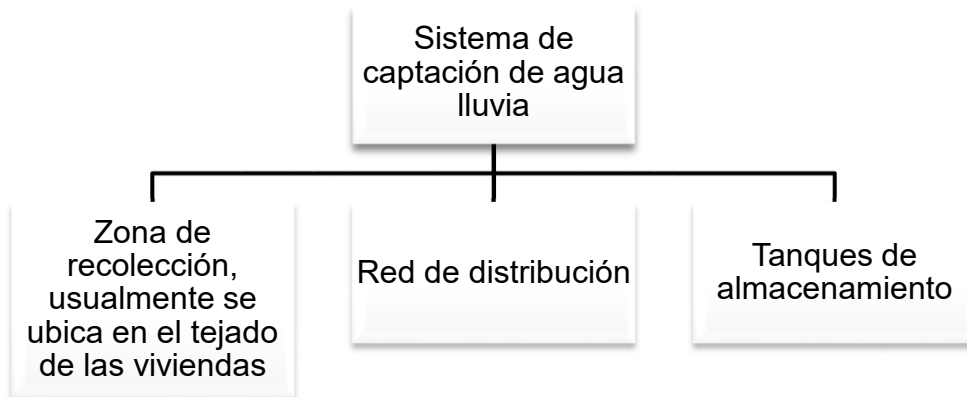 Sistema de
captación de agua
lluvia
Zona de
recolección,
usualmente se
ubica en el tejado
de las viviendas
Red de distribución
Tanques de
almacenamiento